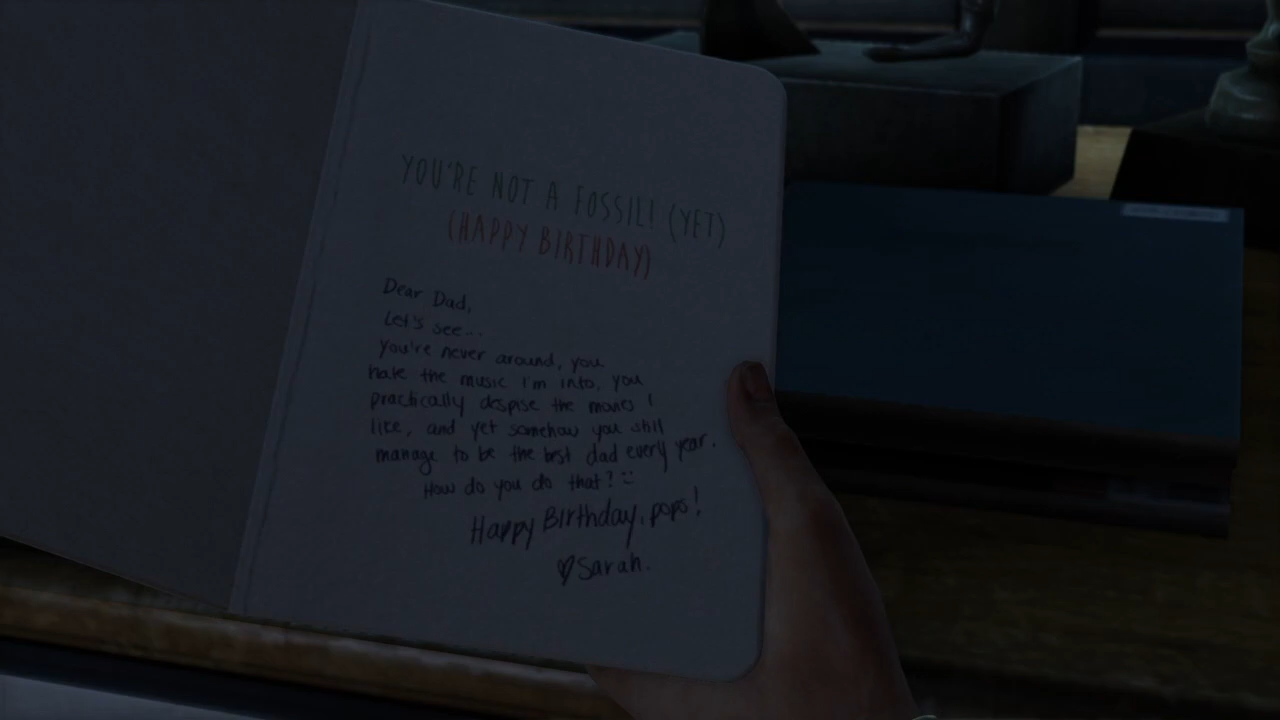 YOU'RE NOT A FOSSIL! (YET)
(HAPPY BIRTHDAY)
Dear Dad,
Let's see...
You're never around, you
hate the music I'm into, you
practically despise the movies I
like, and yet somehow you still
manage to be the best dad every year.
How do you do that? :)
Happy Birthday, pops!
♡Sarah.